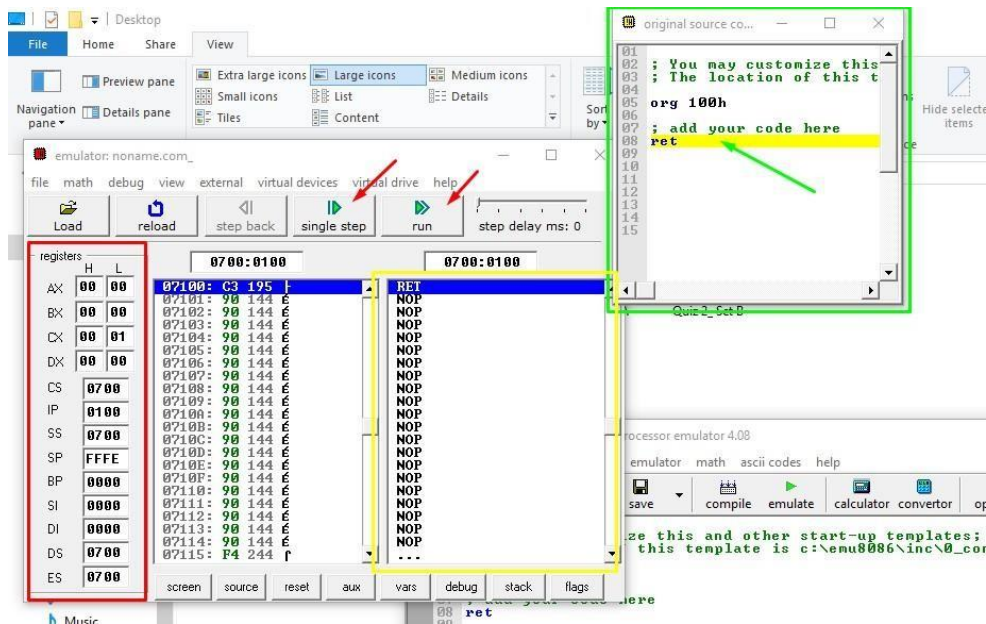 Desktop
File Home Share View
Navigation pane
Preview pane
Details pane
Extra large icons Large icons Medium icons
Small icons List Details
Tiles Content
Sort by
Hide selected
items
original source co...
01
02 ; You may customize this
03 ; The location of this t
04
05 org 100h
06
07 ; add your code here
08 ret
09
10
11
12
13
14
15
Quiz 2_ Set B
emulator: noname.com_
file math debug view external virtual devices virtual drive help
Load reload step back single step run step delay ms: 0
registers
H L
0700:0100 0700:0100
AX 00 00
BX 00 00
CX 00 01
DX 00 00
CS 0700
IP 0100
SS 0700
SP FFFE
BP 0000
SI 0000
DI 0000
DS 0700
ES 0700
07100: C3 195 ├ RET
07101: 90 144 É NOP
07102: 90 144 É NOP
07103: 90 144 É NOP
07104: 90 144 É NOP
07105: 90 144 É NOP
07106: 90 144 É NOP
07107: 90 144 É NOP
07108: 90 144 É NOP
07109: 90 144 É NOP
0710A: 90 144 É NOP
0710B: 90 144 É NOP
0710C: 90 144 É NOP
0710D: 90 144 É NOP
0710E: 90 144 É NOP
0710F: 90 144 É NOP
07110: 90 144 É NOP
07111: 90 144 É NOP
07112: 90 144 É NOP
07113: 90 144 É NOP
07114: 90 144 É NOP
07115: F4 244 ⌠ ...
screen source reset aux vars debug stack flags
rocessor emulator 4.08
emulator math ascii codes help
save compile emulate calculator convertor op
ze this and other start-up templates;
this template is c:\emu8086\inc\0_con
; add your code here
08 ret
09
Music